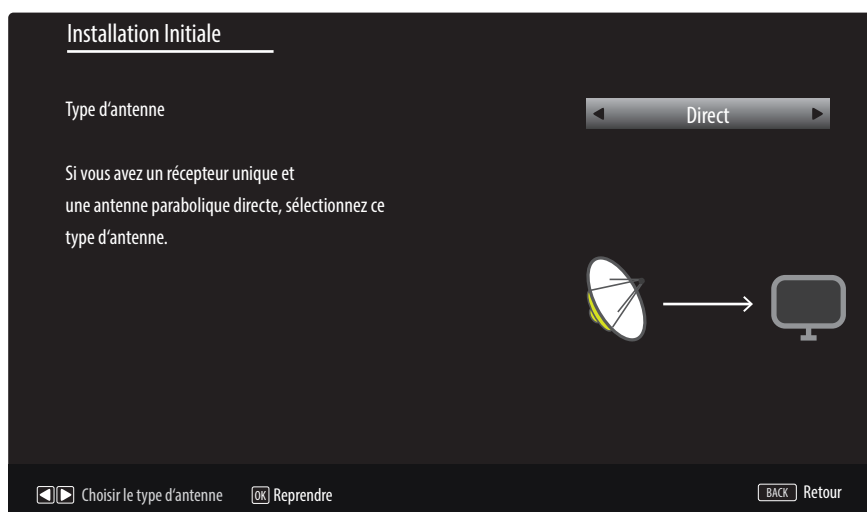 Installation Initiale
Type d‘antenne
Direct
Si vous avez un récepteur unique et
une antenne parabolique directe, sélectionnez ce
type d‘antenne.
Choisir le type d‘antenne OK Reprendre BACK Retour